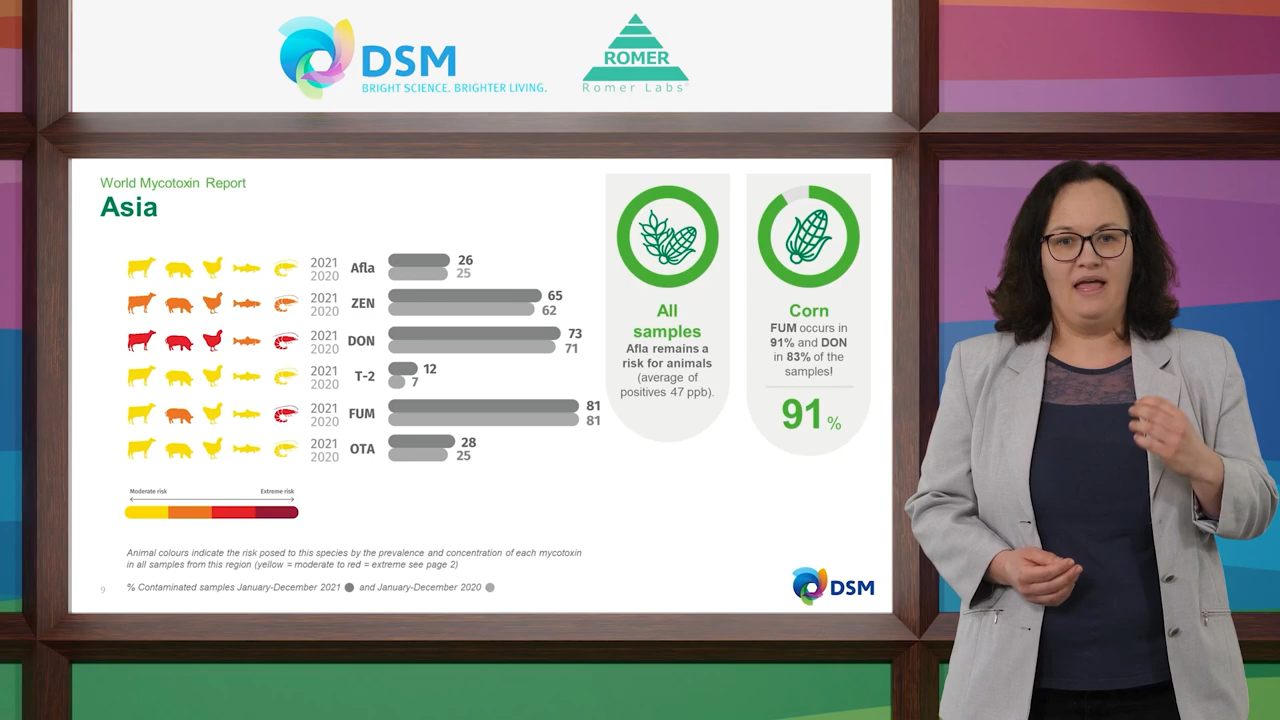 DSM
BRIGHT SCIENCE. BRIGHTER LIVING.
ROMER
Romer Labs
World Mycotoxin Report
Asia
2021
2020
Afla
26
25
2021
2020
ZEN
65
62
2021
2020
DON
73
71
2021
2020
T-2
12
7
2021
2020
FUM
81
81
2021
2020
OTA
28
25
Moderate risk
Extreme risk
Animal colours indicate the risk posed to this species by the prevalence and concentration of each mycotoxin
in all samples from this region (yellow = moderate to red = extreme see page 2)
% Contaminated samples January-December 2021 and January-December 2020
9
All
samples
Afla remains a
risk for animals
(average of
positives 47 ppb).
Corn
FUM occurs in
91% and DON
in 83% of the
samples!
91 %
DSM